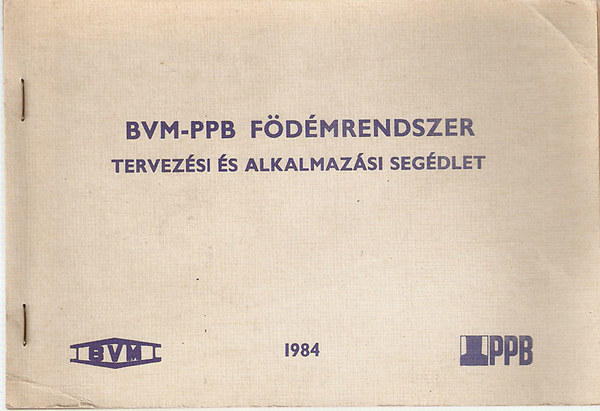 BVM-PPB FÖDÉMRENDSZER
TERVEZÉSI ÉS ALKALMAZÁSI SEGÉDLET
BVM 1984 PPB